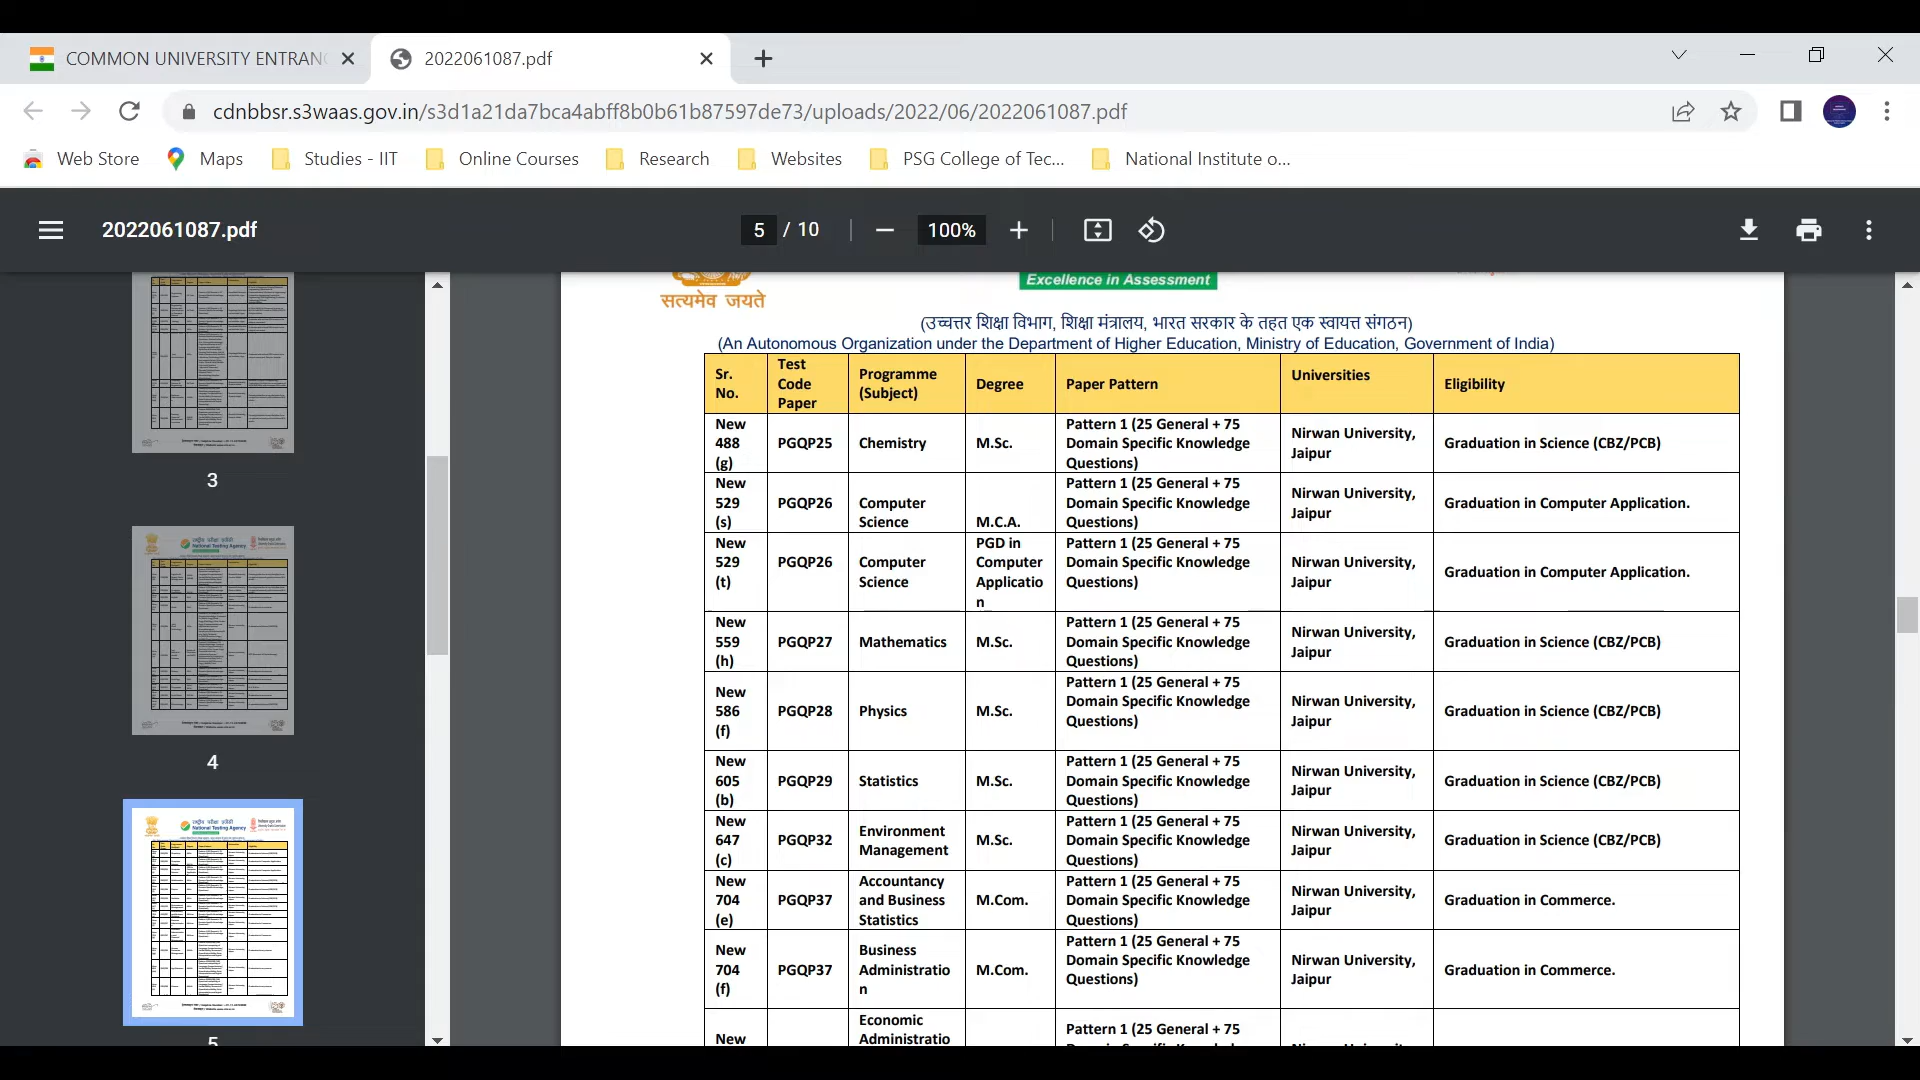 COMMON UNIVERSITY ENTRAN
2022061087.pdf
cdnbbsr.s3waas.gov.in/s3d1a21da7bca4abff8b0b61b87597de73/uploads/2022/06/2022061087.pdf
Web Store
Maps
Studies - IIT
Online Courses
Research
Websites
PSG College of Tec...
National Institute o...
2022061087.pdf
5 / 10
100%
3
4
5
सत्यमेव जयते
Excellence in Assessment
(उच्चत्तर शिक्षा विभाग, शिक्षा मंत्रालय, भारत सरकार के तहत एक स्वायत्त संगठन)
(An Autonomous Organization under the Department of Higher Education, Ministry of Education, Government of India)
Sr. No.
Test Code Paper
Programme (Subject)
Degree
Paper Pattern
Universities
Eligibility
New 488 (g)
PGQP25
Chemistry
M.Sc.
Pattern 1 (25 General + 75 Domain Specific Knowledge Questions)
Nirwan University, Jaipur
Graduation in Science (CBZ/PCB)
New 529 (s)
PGQP26
Computer Science
M.C.A.
Pattern 1 (25 General + 75 Domain Specific Knowledge Questions)
Nirwan University, Jaipur
Graduation in Computer Application.
New 529 (t)
PGQP26
Computer Science
PGD in Computer Applicatio n
Pattern 1 (25 General + 75 Domain Specific Knowledge Questions)
Nirwan University, Jaipur
Graduation in Computer Application.
New 559 (h)
PGQP27
Mathematics
M.Sc.
Pattern 1 (25 General + 75 Domain Specific Knowledge Questions)
Nirwan University, Jaipur
Graduation in Science (CBZ/PCB)
New 586 (f)
PGQP28
Physics
M.Sc.
Pattern 1 (25 General + 75 Domain Specific Knowledge Questions)
Nirwan University, Jaipur
Graduation in Science (CBZ/PCB)
New 605 (b)
PGQP29
Statistics
M.Sc.
Pattern 1 (25 General + 75 Domain Specific Knowledge Questions)
Nirwan University, Jaipur
Graduation in Science (CBZ/PCB)
New 647 (c)
PGQP32
Environment Management
M.Sc.
Pattern 1 (25 General + 75 Domain Specific Knowledge Questions)
Nirwan University, Jaipur
Graduation in Science (CBZ/PCB)
New 704 (e)
PGQP37
Accountancy and Business Statistics
M.Com.
Pattern 1 (25 General + 75 Domain Specific Knowledge Questions)
Nirwan University, Jaipur
Graduation in Commerce.
New 704 (f)
PGQP37
Business Administratio n
M.Com.
Pattern 1 (25 General + 75 Domain Specific Knowledge Questions)
Nirwan University, Jaipur
Graduation in Commerce.
New
Economic Administratio
Pattern 1 (25 General + 75